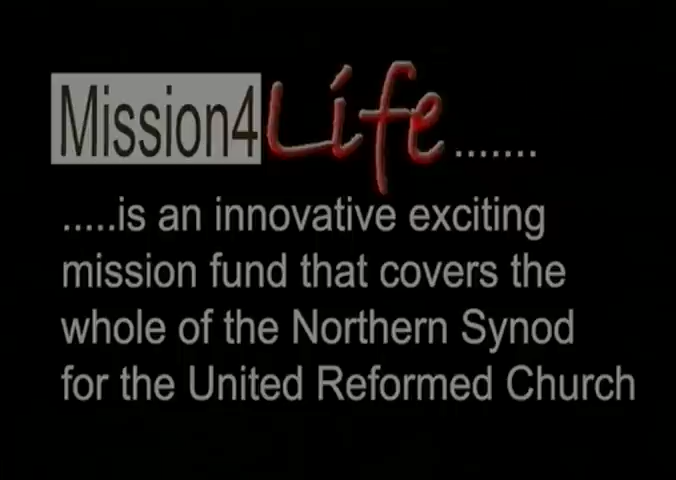 Mission4Life.......
.....is an innovative exciting
mission fund that covers the
whole of the Northern Synod
for the United Reformed Church